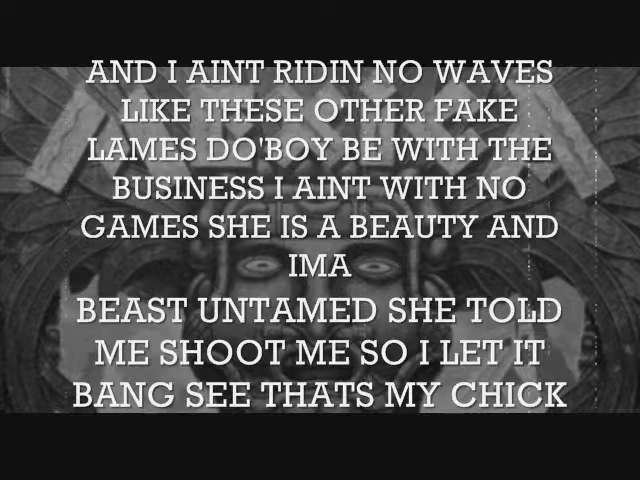 AND I AINT RIDIN NO WAVES
LIKE THESE OTHER FAKE
LAMES DO'BOY BE WITH THE
BUSINESS I AINT WITH NO
GAMES SHE IS A BEAUTY AND
IMA
BEAST UNTAMED SHE TOLD
ME SHOOT ME SO I LET IT
BANG SEE THATS MY CHICK